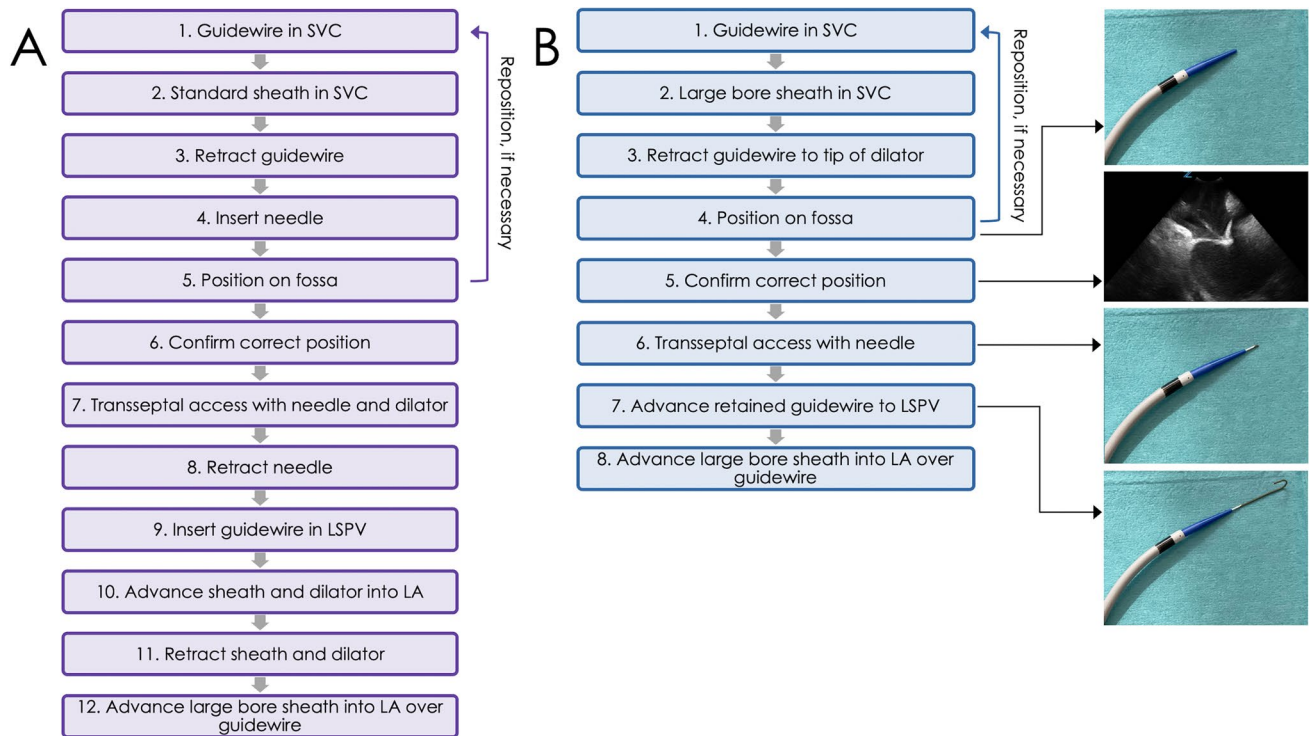 A
1. Guidewire in SVC
2. Standard sheath in SVC
3. Retract guidewire
4. Insert needle
5. Position on fossa
6. Confirm correct position
7. Transseptal access with needle and dilator
8. Retract needle
9. Insert guidewire in LSPV
10. Advance sheath and dilator into LA
11. Retract sheath and dilator
12. Advance large bore sheath into LA over
guidewire
Reposition, if necessary
B
1. Guidewire in SVC
2. Large bore sheath in SVC
3. Retract guidewire to tip of dilator
4. Position on fossa
5. Confirm correct position
6. Transseptal access with needle
7. Advance retained guidewire to LSPV
8. Advance large bore sheath into LA over
guidewire
Reposition, if necessary